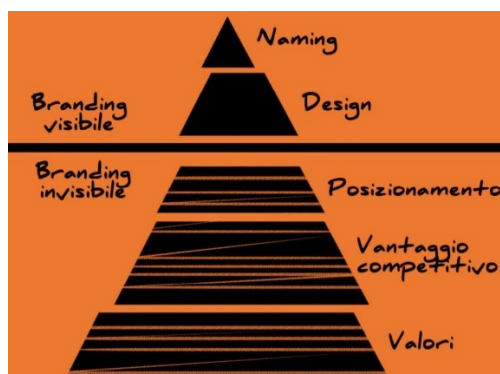 Naming
Branding
visibile
Design
Branding
invisibile
Posizionamento
Vantaggio
competitivo
Valori